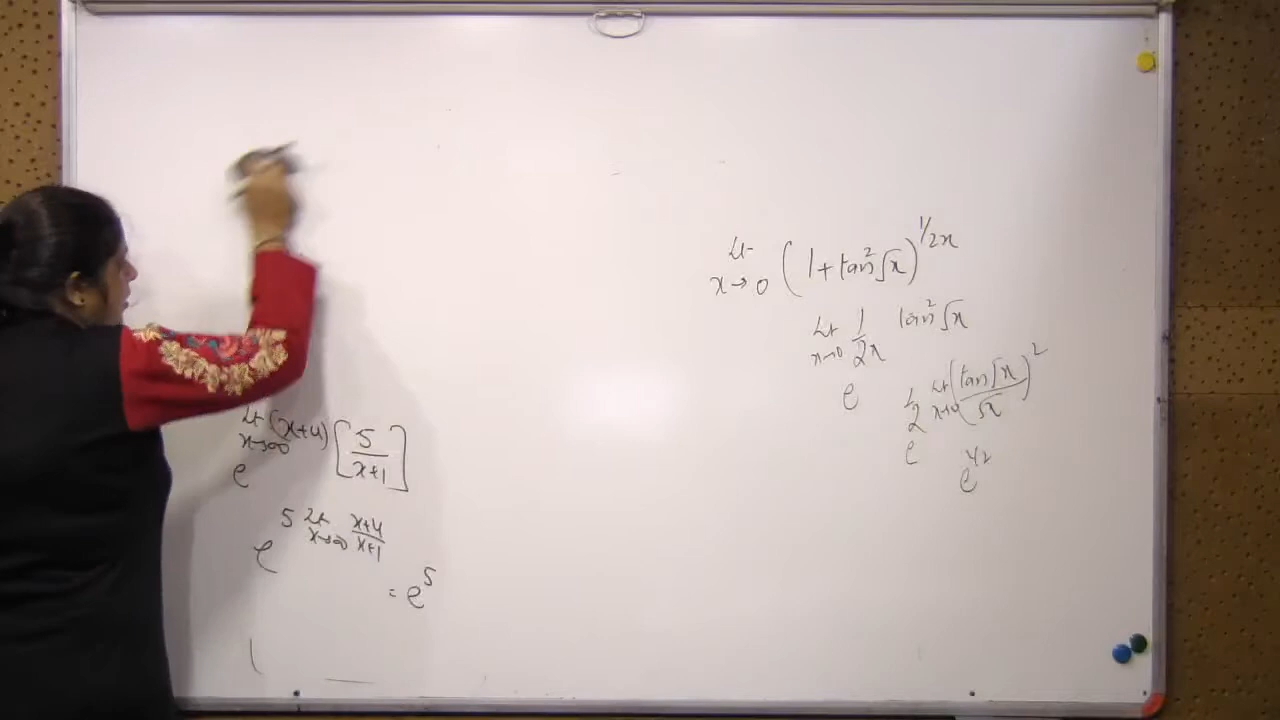 Lt x→∞ (x+4) [5/(x+1)]
e
5 Lt x→∞ (x+4)/(x+1)
e
= e^5
Lt x→0 (1+tan²√x)^1/2x
Lt x→0 1/2x tan²√x
e
1/2 Lt x→0 (tan√x/√x)²
e
e^1/2